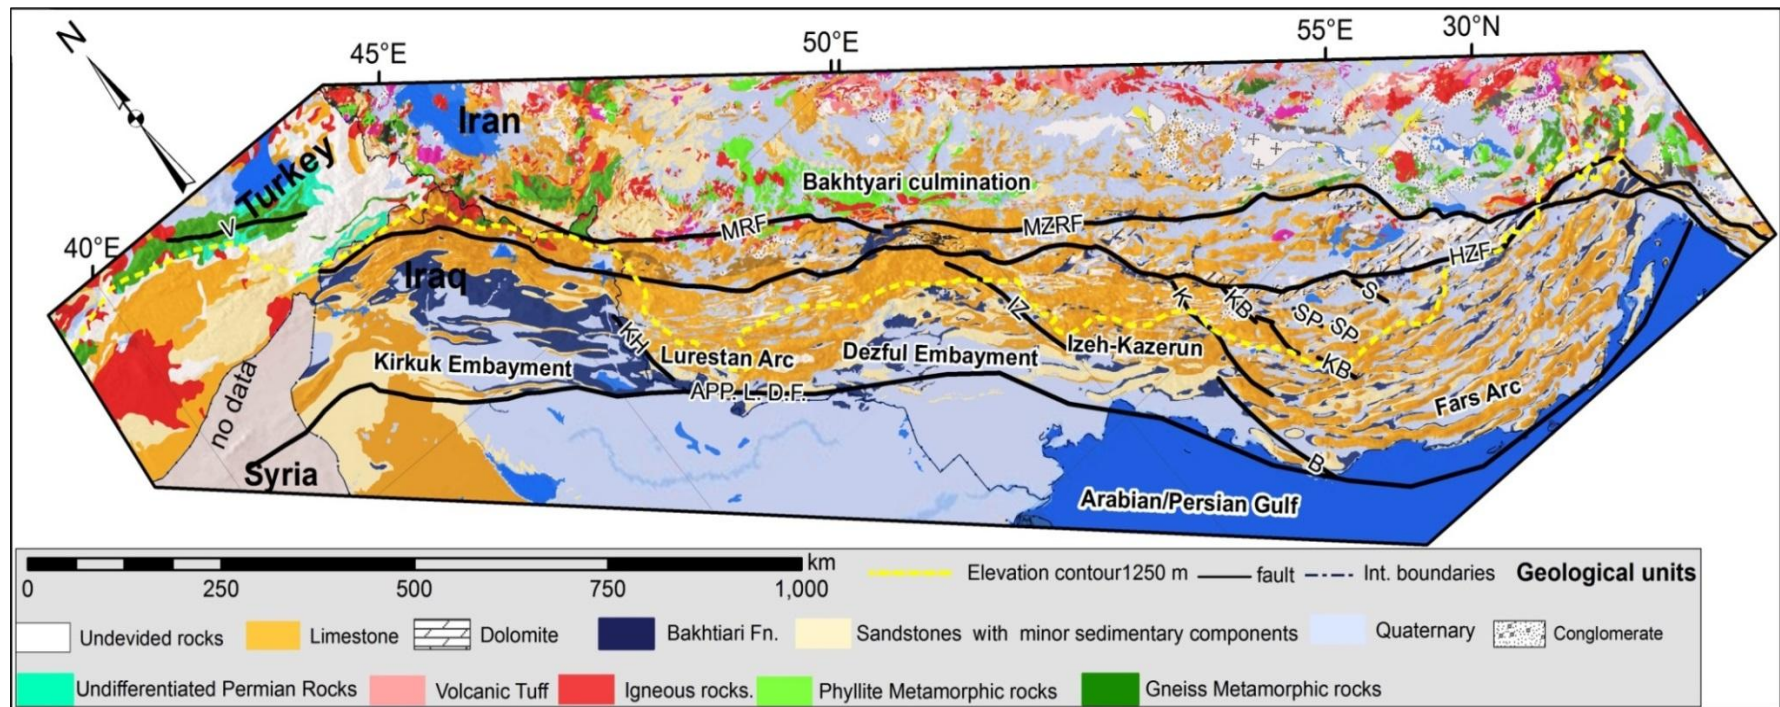 N
45°E
50°E
55°E
30°N
40°E
Iran
Turkey
V
Bakhtyari culmination
MRF
MZRF
HZF
Iraq
S
K
KB
SP. SP
IZ
KH
Lurestan Arc
Dezful Embayment
Izeh-Kazerun
KB
Kirkuk Embayment
APP. L. D.F.
Fars Arc
no data
Syria
B
Arabian/Persian Gulf
km
0 250 500 750 1,000
Elevation contour1250 m fault Int. boundaries Geological units
Undevided rocks Limestone Dolomite Bakhtiari Fn. Sandstones with minor sedimentary components Quaternary Conglomerate
Undifferentiated Permian Rocks Volcanic Tuff Igneous rocks. Phyllite Metamorphic rocks Gneiss Metamorphic rocks